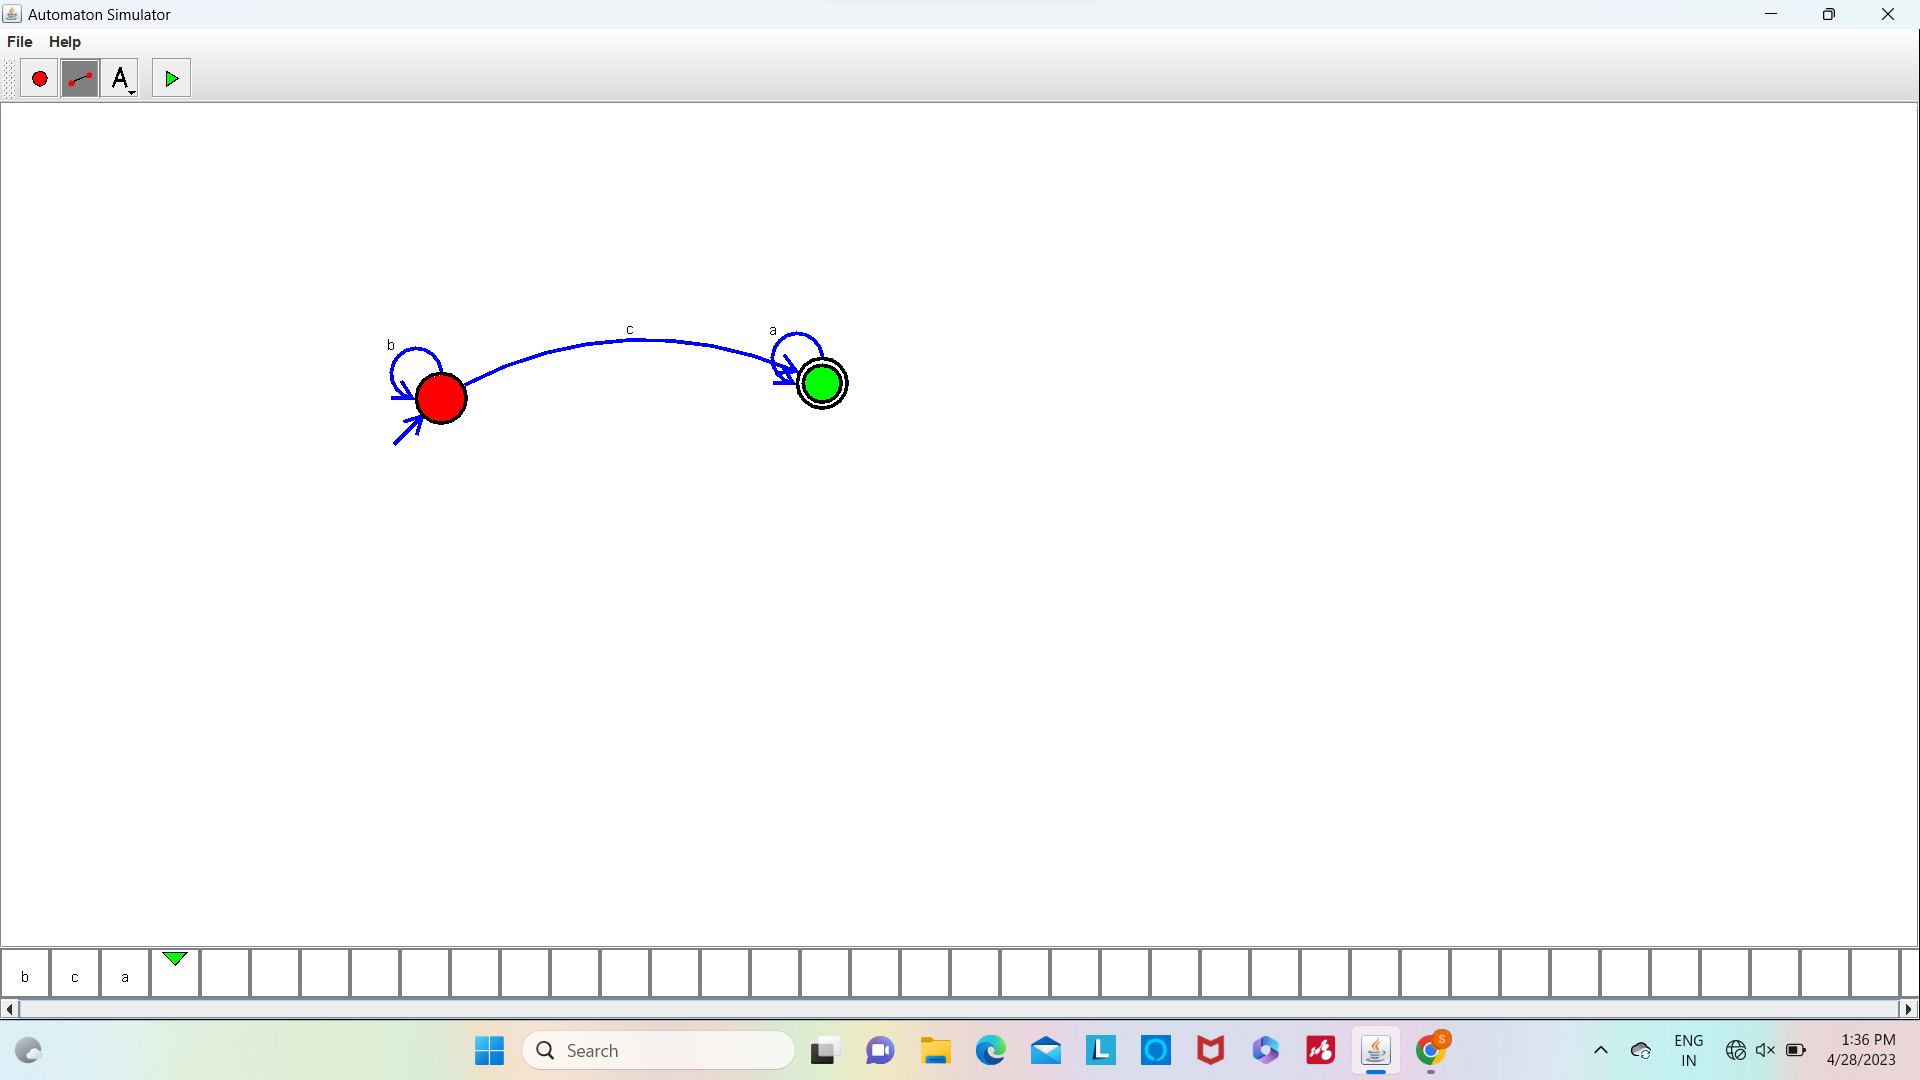 Automaton Simulator
File Help
A
c
a
b
b c a
Search
L
S
ENG
IN
1:36 PM
4/28/2023